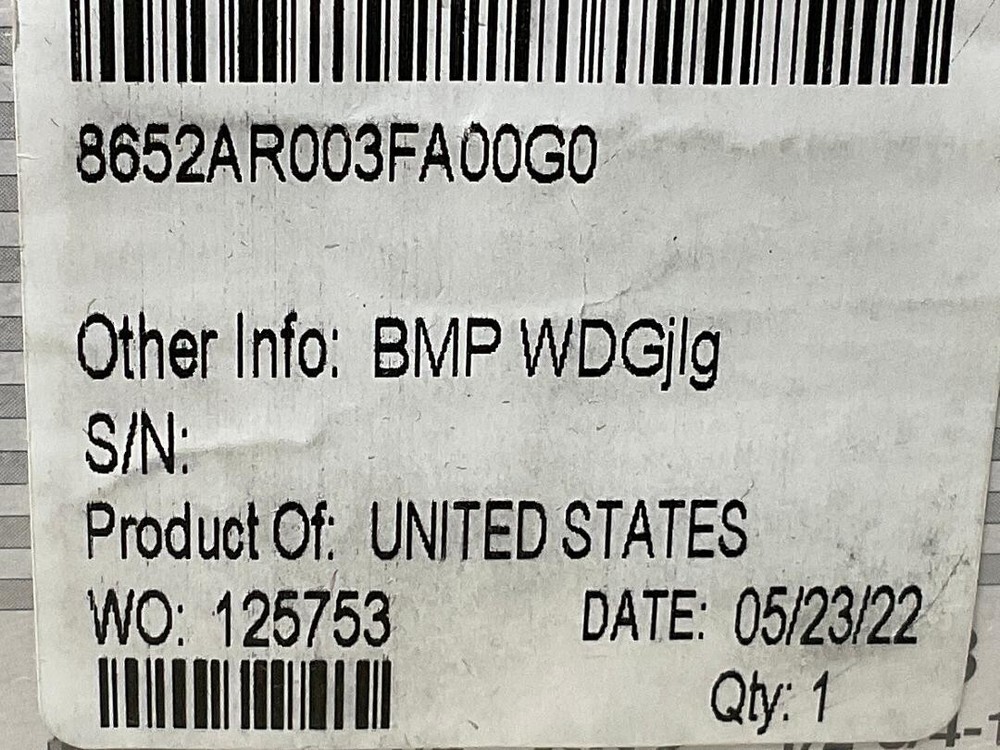 8652AR003FA00G0
Other Info: BMP WDGjlg
S/N:
Product Of: UNITED STATES
WO: 125753 DATE: 05/23/22
Qty: 1